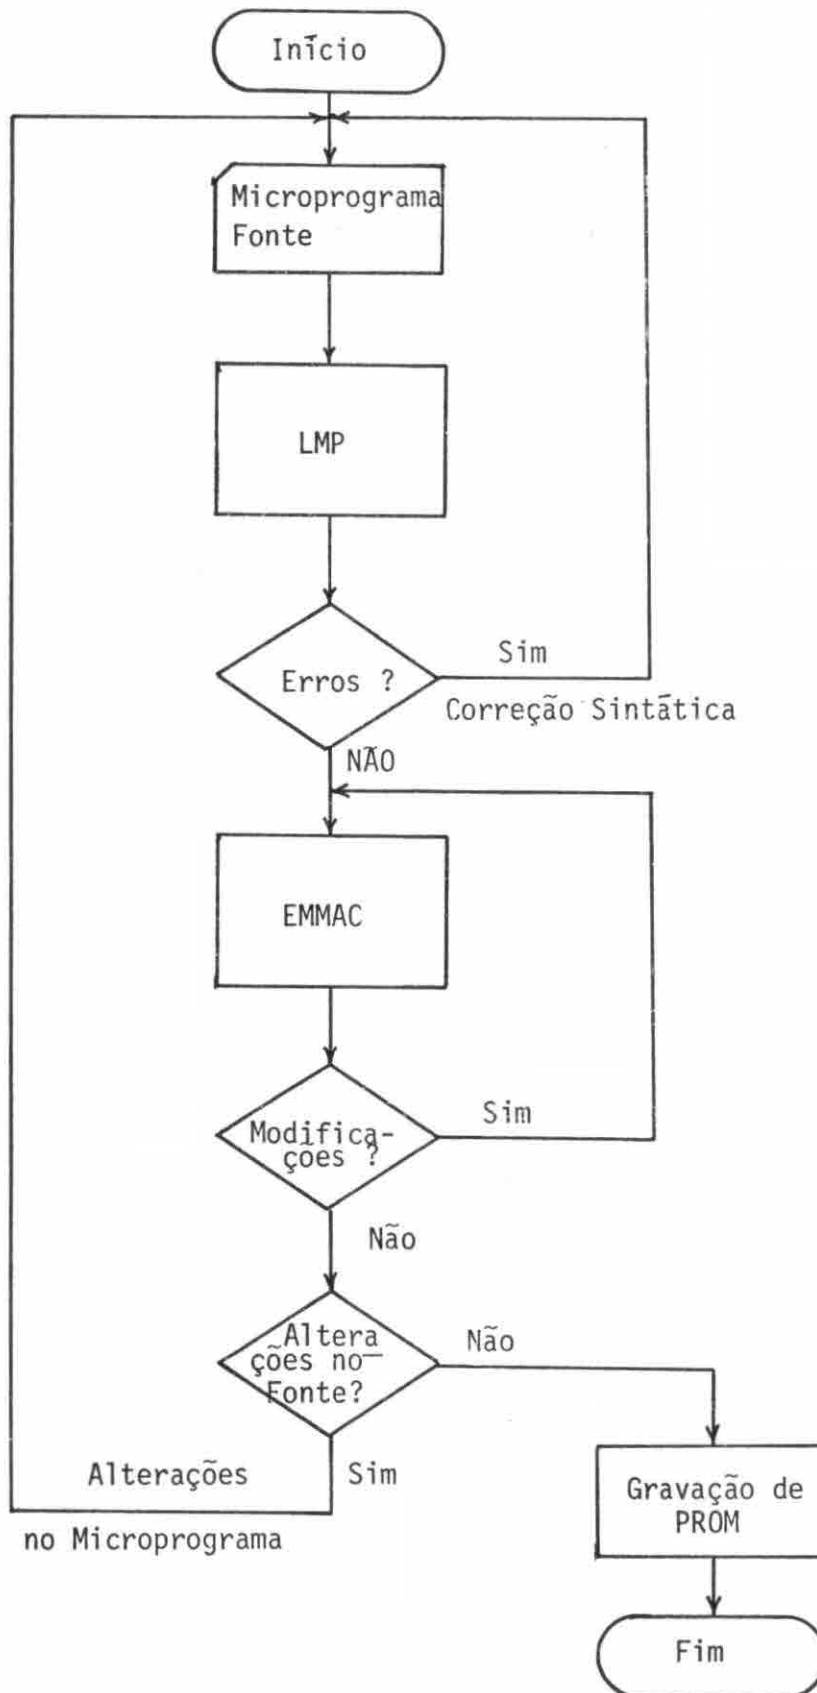 Início
Microprograma
Fonte
LMP
Sim
Erros ?
Correção Sintática
NÃO
EMMAC
Sim
Modifica-
ções ?
Não
Altera
ções no-
Fonte?
Não
Alterações
Sim
no Microprograma
Gravação de
PROM
Fim